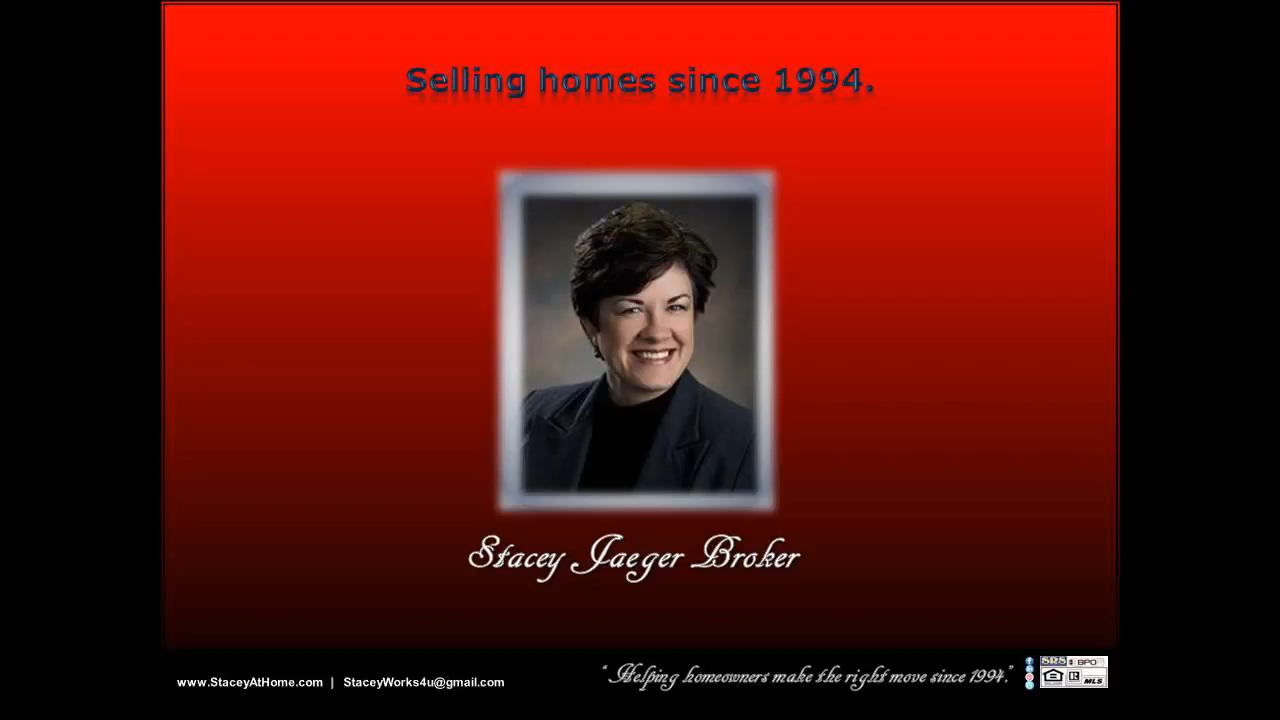 Selling homes since 1994.
Stacey Jaeger Broker
www.StaceyAtHome.com | StaceyWorks4u@gmail.com
“Helping homeowners make the right move since 1994.”
SRS BPO
R MLS